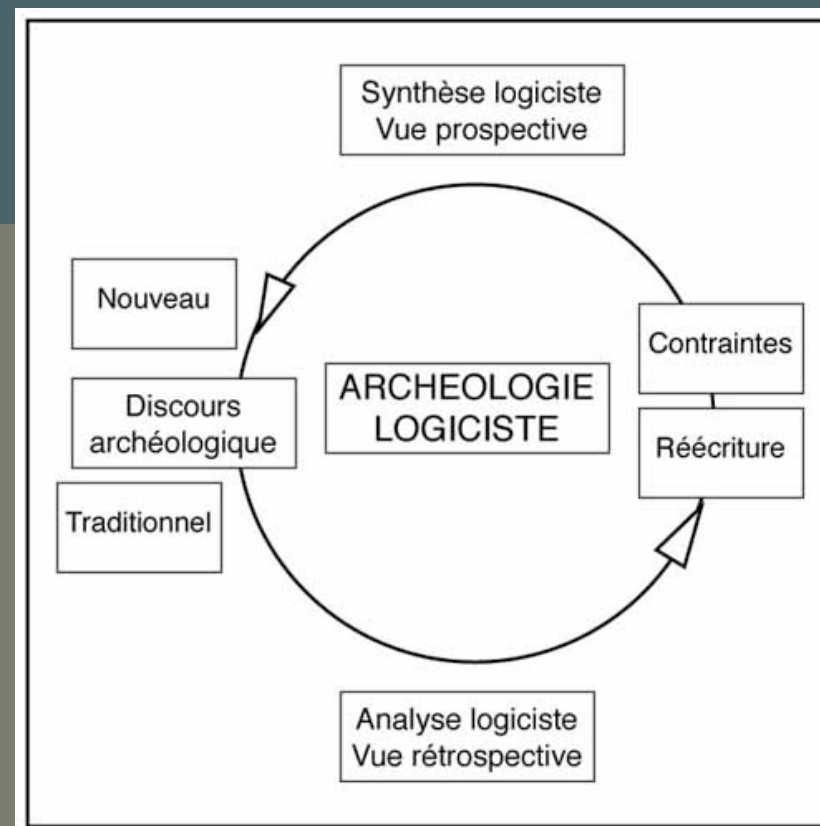 Synthèse logiciste
Vue prospective
Nouveau
Contraintes
ARCHEOLOGIE
LOGICISTE
Discours
archéologique
Réécriture
Traditionnel
Analyse logiciste
Vue rétrospective